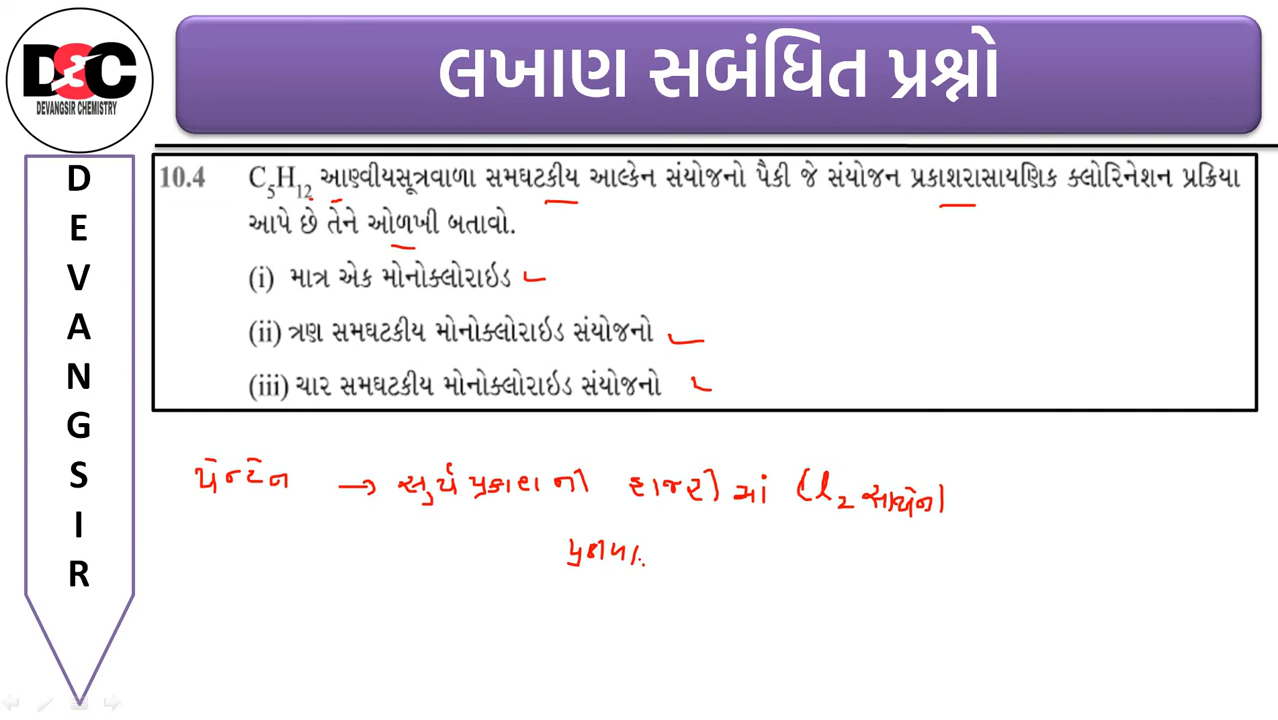 DEC
DEVANGSIR CHEMISTRY
લખાણ સબંધિત પ્રશ્નો
D
E
V
A
N
G
S
I
R
10.4 C₅H₁₂ આણ્વીયસૂત્રવાળા સમઘટકીય આલ્કેન સંયોજનો પૈકી જે સંયોજન પ્રકાશરાસાયણિક ક્લોરિનેશન પ્રક્રિયા
આપે છે તેને ઓળખી બતાવો.
(i) માત્ર એક મોનોક્લોરાઇડ
(ii) ત્રણ સમઘટકીય મોનોક્લોરાઇડ સંયોજનો
(iii) ચાર સમઘટકીય મોનોક્લોરાઇડ સંયોજનો
પેન્ટેન → સૂર્યપ્રકાશની હાજરીમાં Cl₂ સાથેની